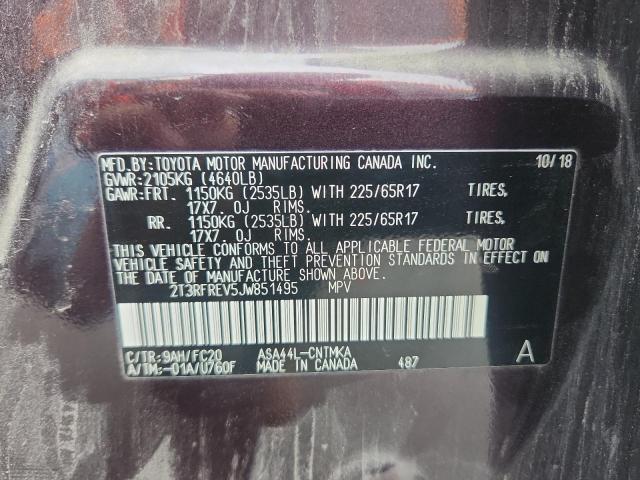 MFD.BY:TOYOTA MOTOR MANUFACTURING CANADA INC. 10/18
GVWR:2105KG (4640LB)
GAWR:FRT. 1150KG (2535LB) WITH 225/65R17 TIRES,
17X7 0J RIMS.
RR. 1150KG (2535LB) WITH 225/65R17 TIRES,
17X7 0J RIMS.
THIS VEHICLE CONFORMS TO ALL APPLICABLE FEDERAL MOTOR
VEHICLE SAFETY AND THEFT PREVENTION STANDARDS IN EFFECT ON THE DATE
OF MANUFACTURE SHOWN ABOVE.
2T3RFREV5JW851495 MPV
C/TR:9AH/FC20 ASA44L-CNTMKA
A/TM:-01A/U760F MADE IN CANADA 487 A